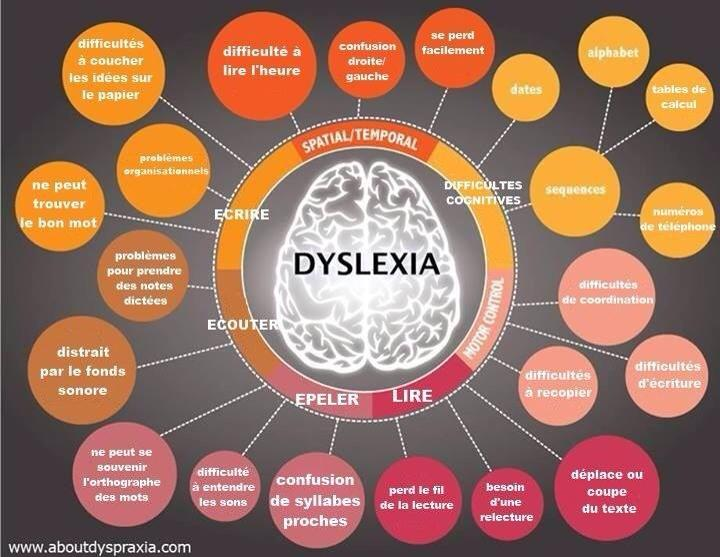 difficultés
à coucher
les idées sur
le papier
difficulté à
lire l'heure
confusion
droite/
gauche
se perd
facilement
dates
alphabet
tables de
calcul
problèmes
organisationnels
SPATIAL/TEMPORAL
ne peut
trouver
le bon mot
ECRIRE
DIFFICULTES
COGNITIVES
sequences
numéros
de téléphone
problèmes
pour prendre
des notes
dictées
DYSLEXIA
difficultés
de coordination
ECOUTER
MOTOR CONTROL
distrait
par le fonds
sonore
difficultés
à recopier
difficultés
d'écriture
EPELER
LIRE
ne peut se
souvenir
l'orthographe
des mots
difficulté
à entendre
les sons
confusion
de syllabes
proches
perd le fil
de la lecture
besoin
d'une
relecture
déplace ou
coupe
du texte
www.aboutdyspraxia.com